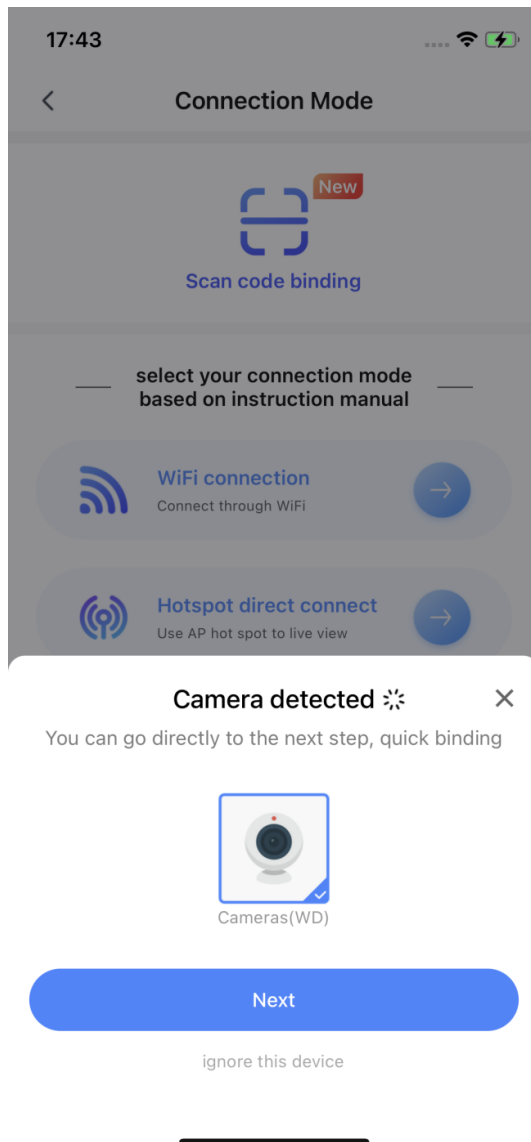 17:43
Connection Mode
New
Scan code binding
select your connection mode
based on instruction manual
WiFi connection
Connect through WiFi
Hotspot direct connect
Use AP hot spot to live view
Camera detected
You can go directly to the next step, quick binding
Cameras(WD)
Next
ignore this device